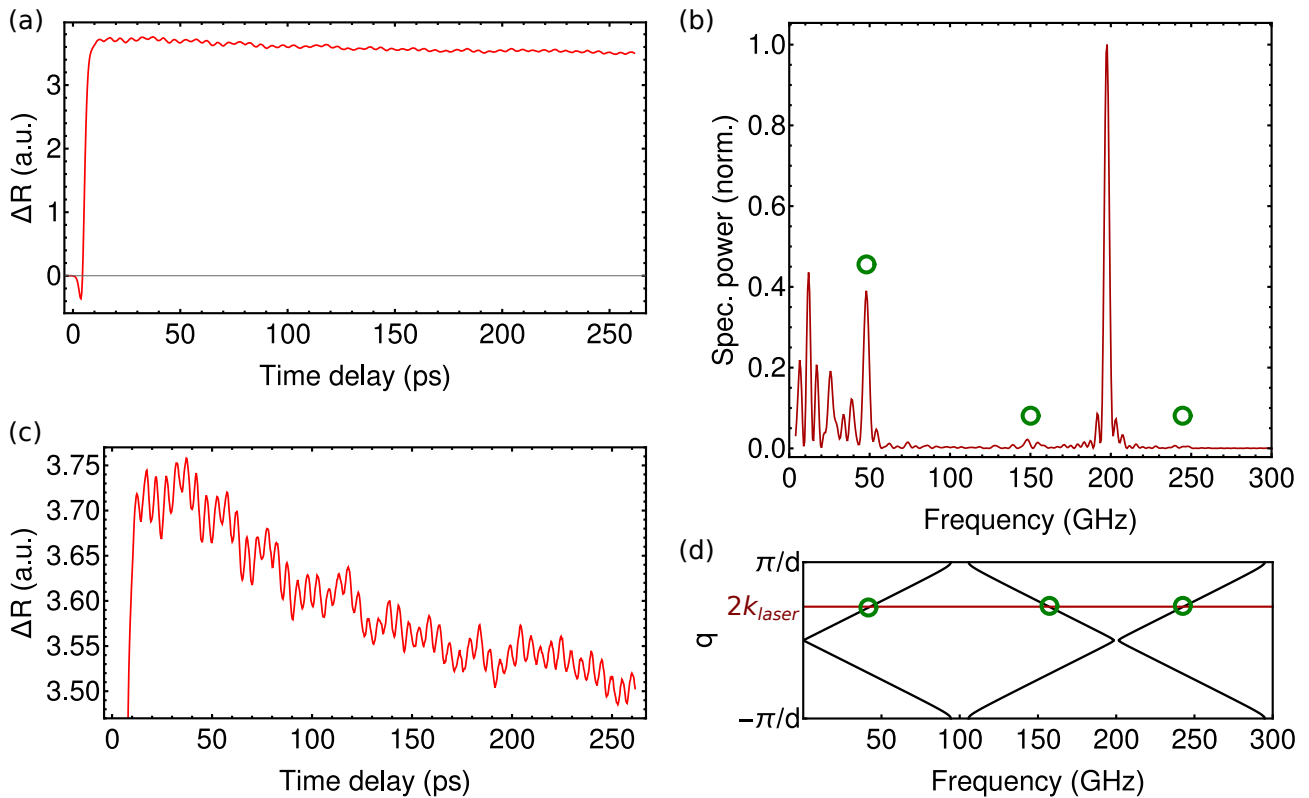 (a)
ΔR (a.u.)
3
2
1
0
0 50 100 150 200 250
Time delay (ps)
(b)
Spec. power (norm.)
1.0
0.8
0.6
0.4
0.2
0.0
0 50 100 150 200 250 300
Frequency (GHz)
(c)
ΔR (a.u.)
3.75
3.70
3.65
3.60
3.55
3.50
0 50 100 150 200 250
Time delay (ps)
(d)
π/d
2k_laser
q
−π/d
50 100 150 200 250 300
Frequency (GHz)